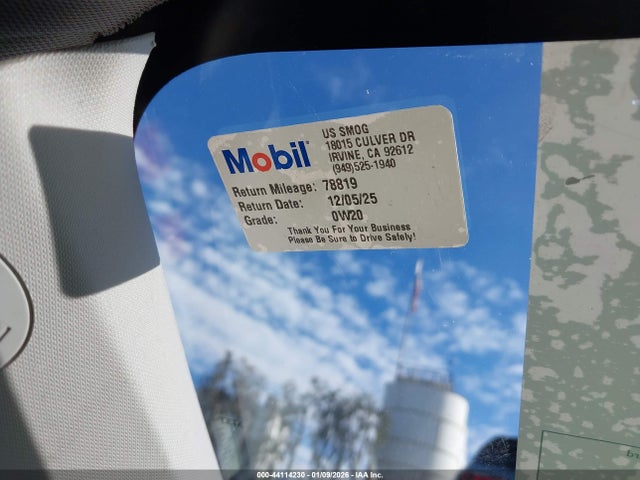 Mobil
US SMOG
18015 CULVER DR
IRVINE, CA 92612
(949)525-1940
Return Mileage: 78819
Return Date: 12/05/25
Grade: 0W20
Thank You For Your Business
Please Be Sure to Drive Safely!
000-44114230 - 01/09/2026 - IAA Inc.